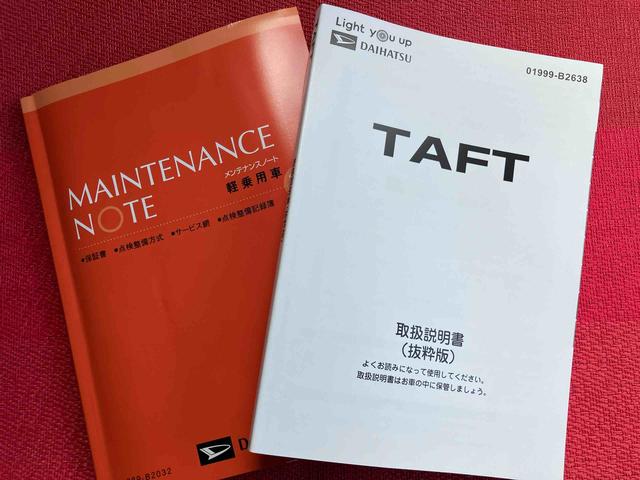 MAINTENANCE
NOTE
メンテナンスノート
軽乗用車
●保証書 ●点検整備方式 ●サービス網 ●点検整備記録簿
D
999-B2032
Light you up
DAIHATSU
01999-B2638
TAFT
取扱説明書
（抜粋版）
よくお読みになって使用してください。
取扱説明書はお車の中に保管しましょう。